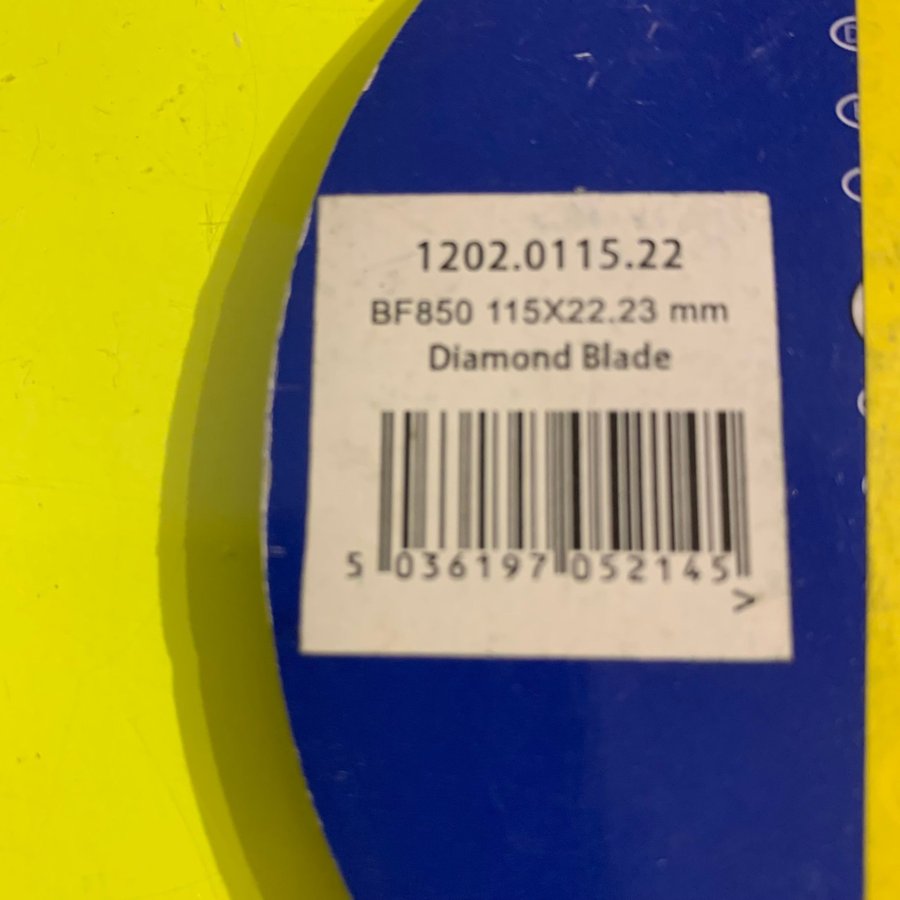 1202.0115.22
BF850 115X22.23 mm
Diamond Blade
5 036197 052145 >